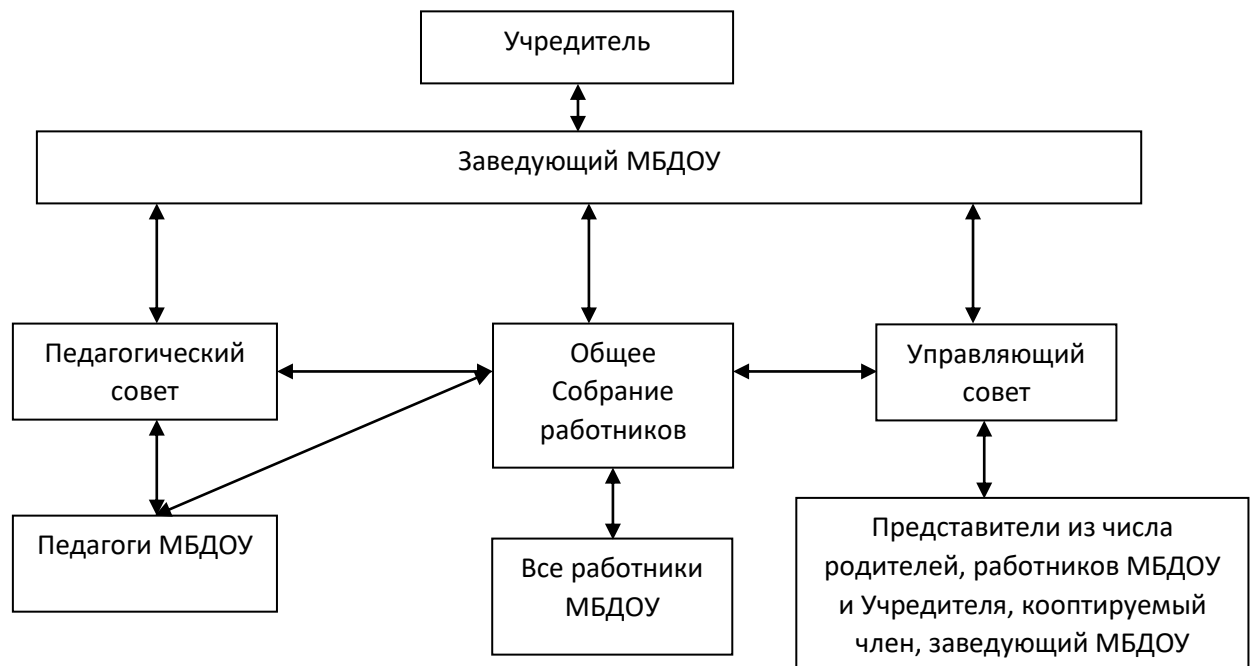 Учредитель
Заведующий МБДОУ
Педагогический
совет
Общее
Собрание
работников
Управляющий
совет
Педагоги МБДОУ
Все работники
МБДОУ
Представители из числа
родителей, работников МБДОУ
и Учредителя, кооптируемый
член, заведующий МБДОУ